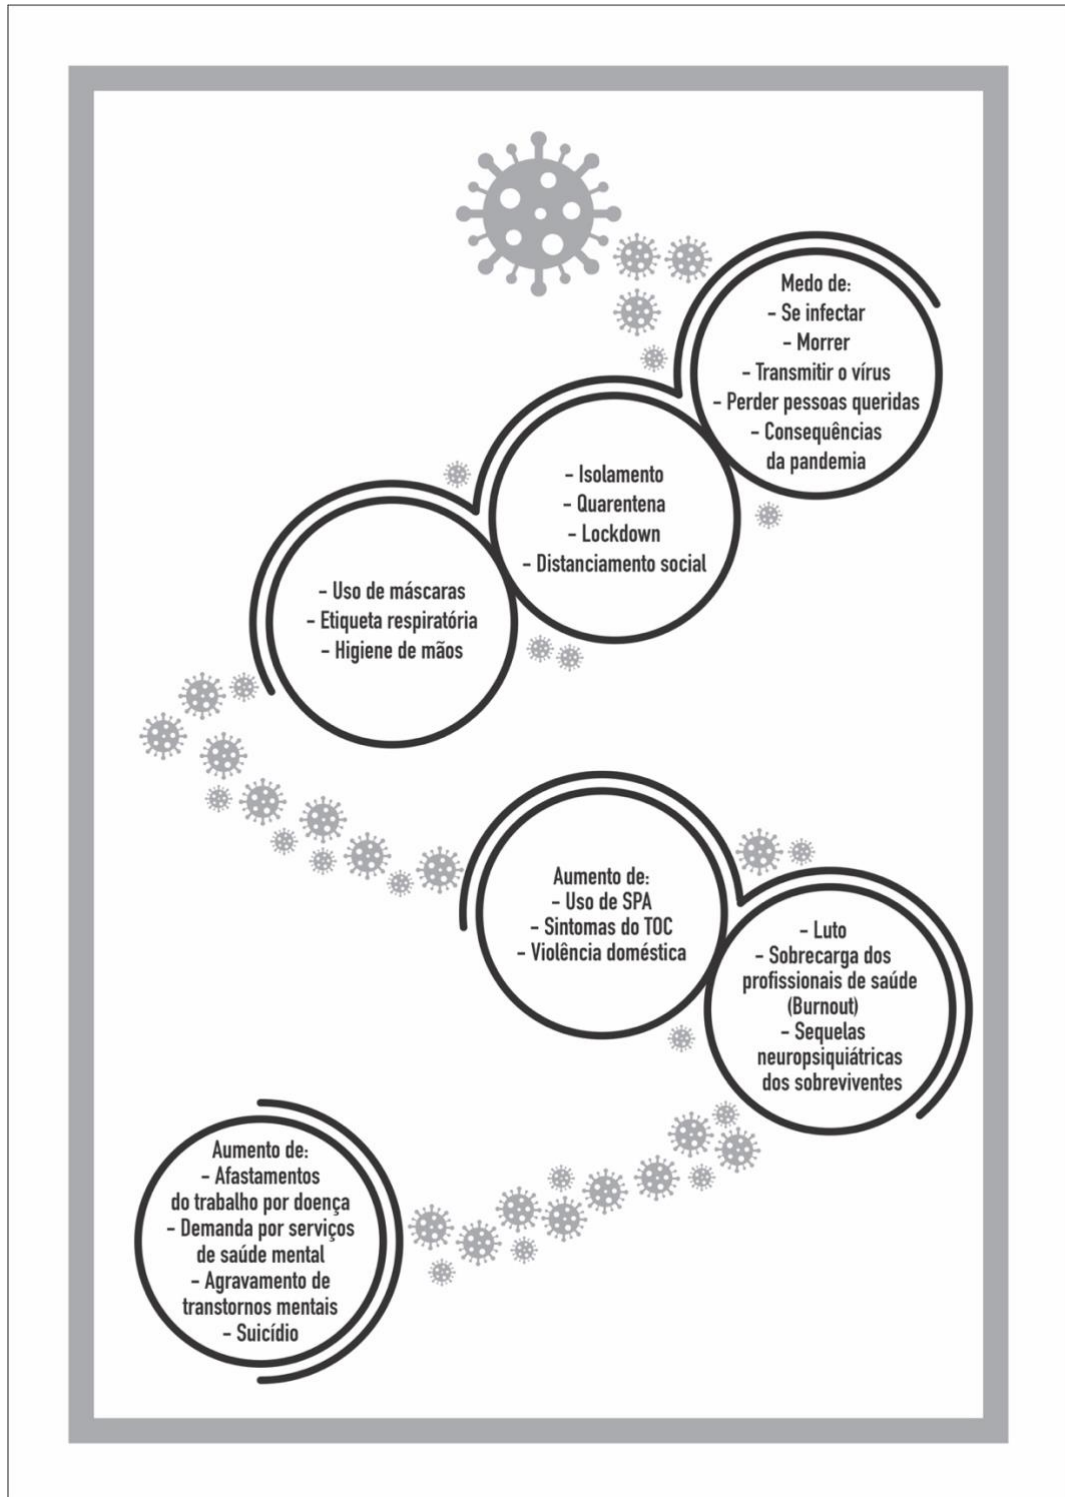 Medo de:
– Se infectar
– Morrer
– Transmitir o vírus
– Perder pessoas queridas
– Consequências
da pandemia
– Isolamento
– Quarentena
– Lockdown
– Distanciamento social
– Uso de máscaras
– Etiqueta respiratória
– Higiene de mãos
Aumento de:
– Uso de SPA
– Sintomas do TOC
– Violência doméstica
– Luto
– Sobrecarga dos
profissionais de saúde
(Burnout)
– Sequelas
neuropsiquiátricas
dos sobreviventes
Aumento de:
– Afastamentos
do trabalho por doença
– Demanda por serviços
de saúde mental
– Agravamento de
transtornos mentais
– Suicídio